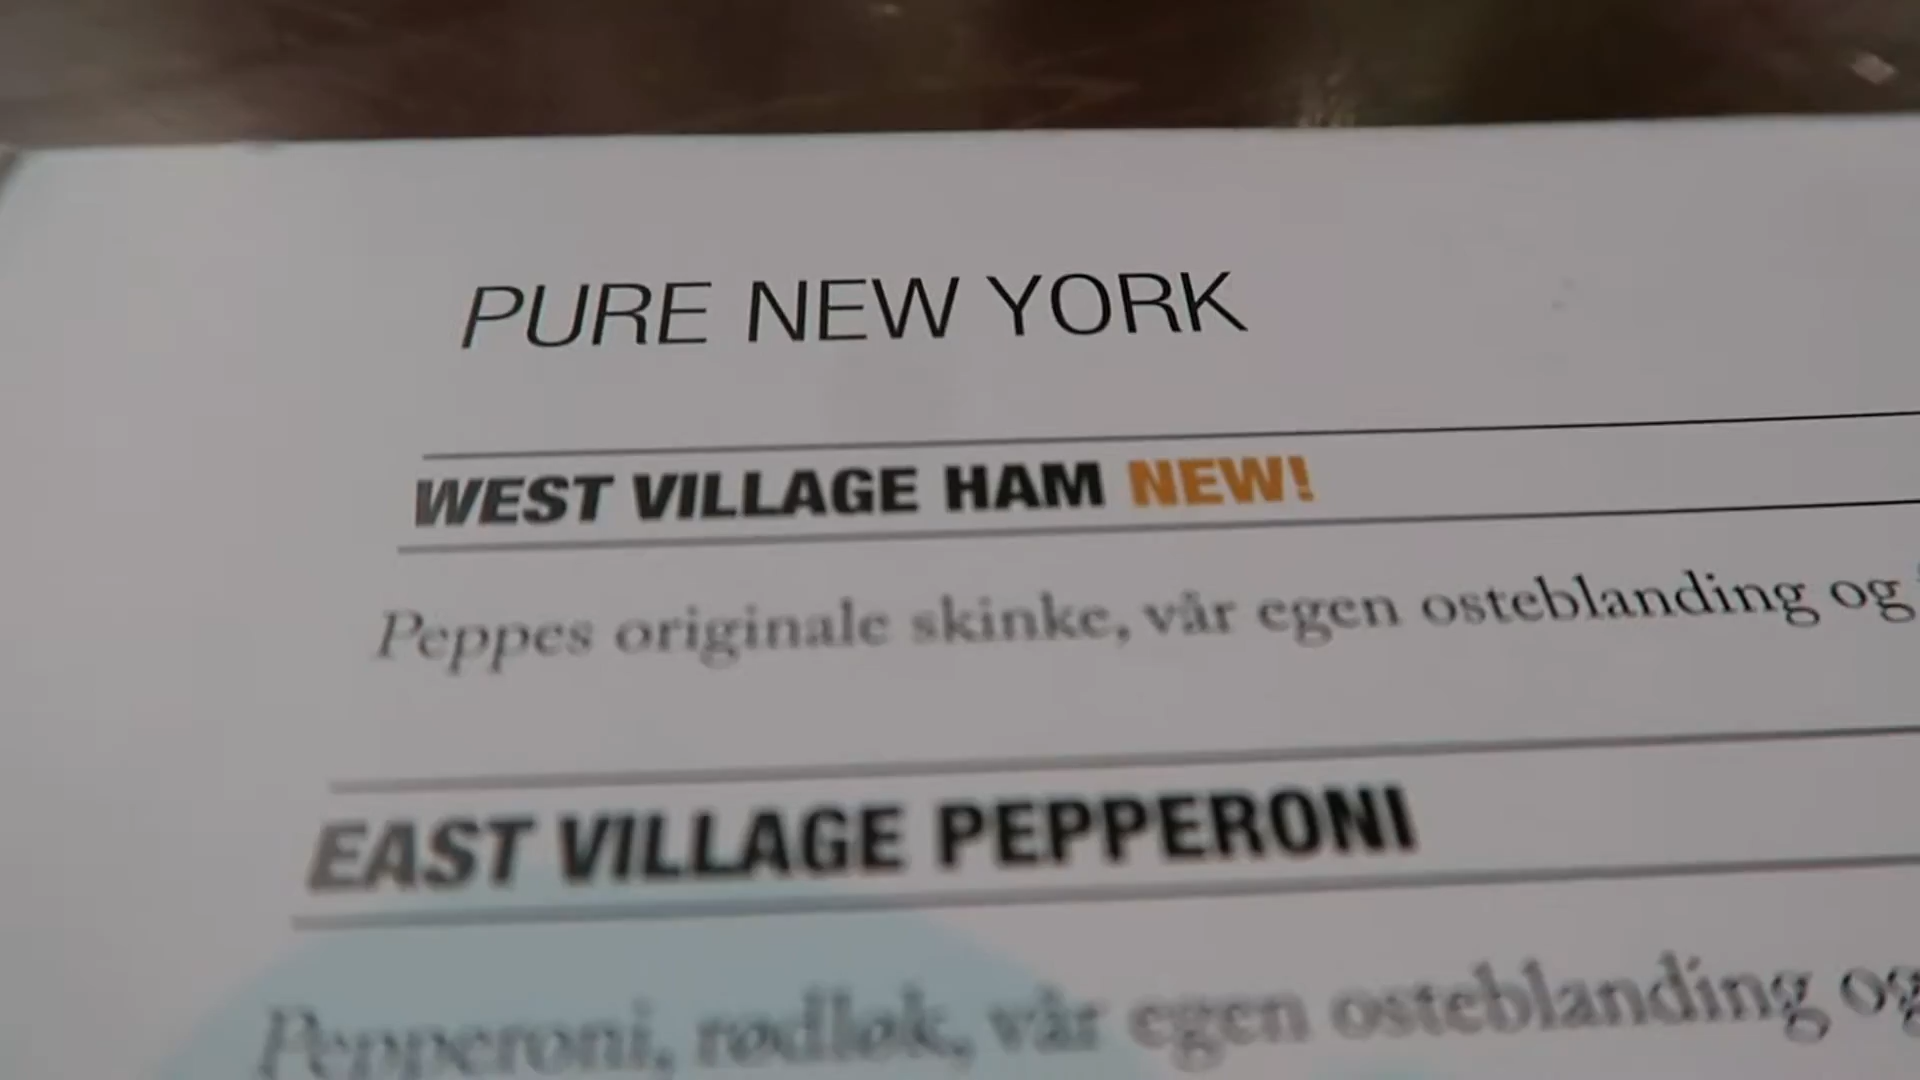 PURE NEW YORK
WEST VILLAGE HAM NEW!
Peppes originale skinke, vår egen osteblanding og
EAST VILLAGE PEPPERONI
Pepperoni, rødløk, vår egen osteblanding og